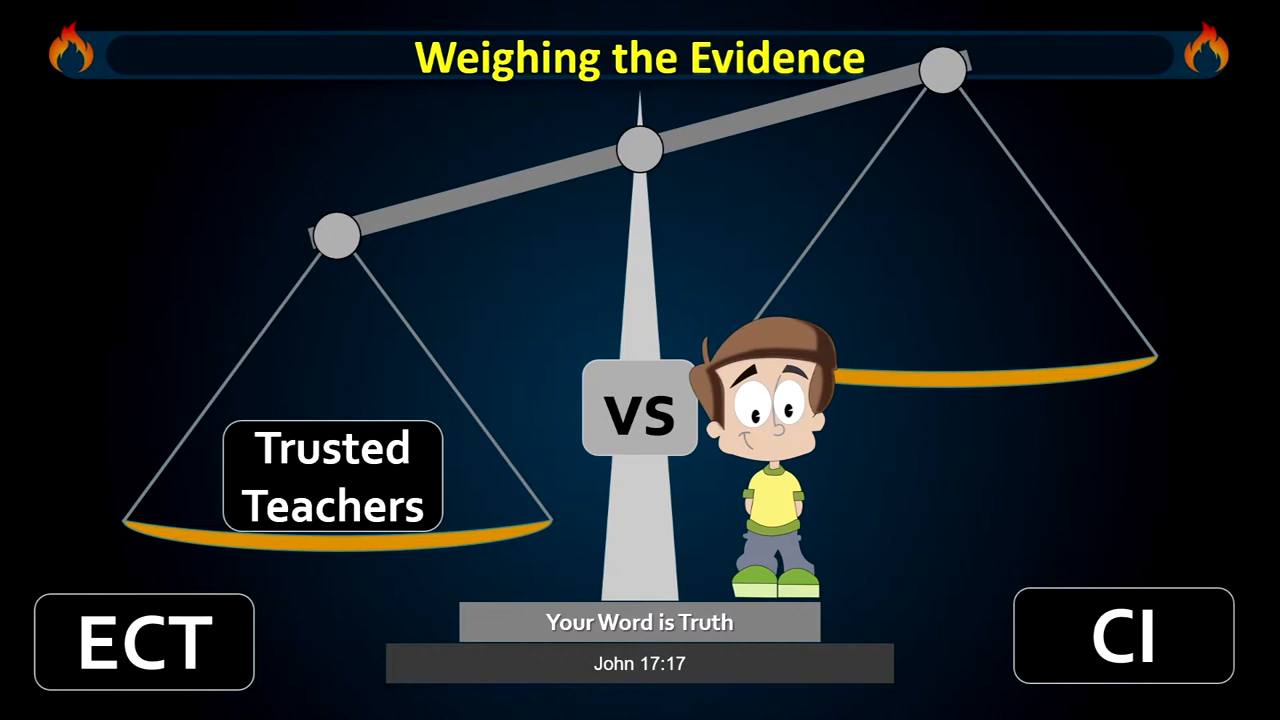 Weighing the Evidence
VS
Trusted
Teachers
ECT
CI
Your Word is Truth
John 17:17